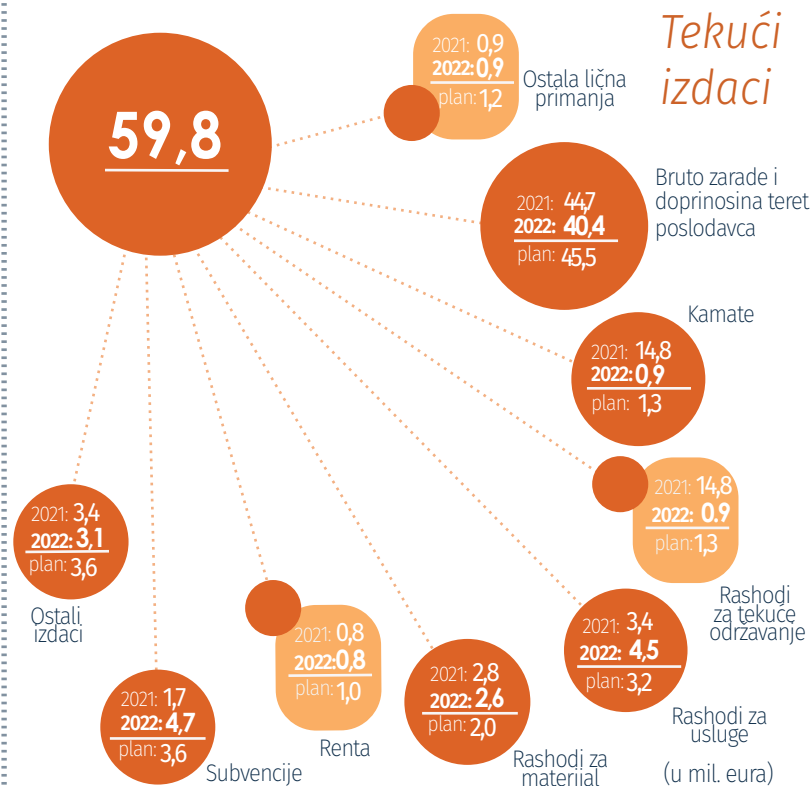 Tekući
izdaci
59,8
2021: 0,9
2022: 0,9
plan: 1,2
Ostala lična
primanja
2021: 44,7
2022: 40,4
plan: 45,5
Bruto zarade i
doprinosina teret
poslodavca
Kamate
2021: 14,8
2022: 0,9
plan: 1,3
2021: 14,8
2022: 0.9
plan: 1,3
Rashodi
za tekuće
održavanje
2021: 3,4
2022: 4,5
plan: 3,2
Rashodi za
usluge
2021: 2,8
2022: 2,6
plan: 2,0
Rashodi za
materijal
2021: 0,8
2022: 0,8
plan: 1,0
Renta
2021: 1,7
2022: 4,7
plan: 3,6
Subvencije
2021: 3,4
2022: 3,1
plan: 3,6
Ostali
izdaci
(u mil. eura)